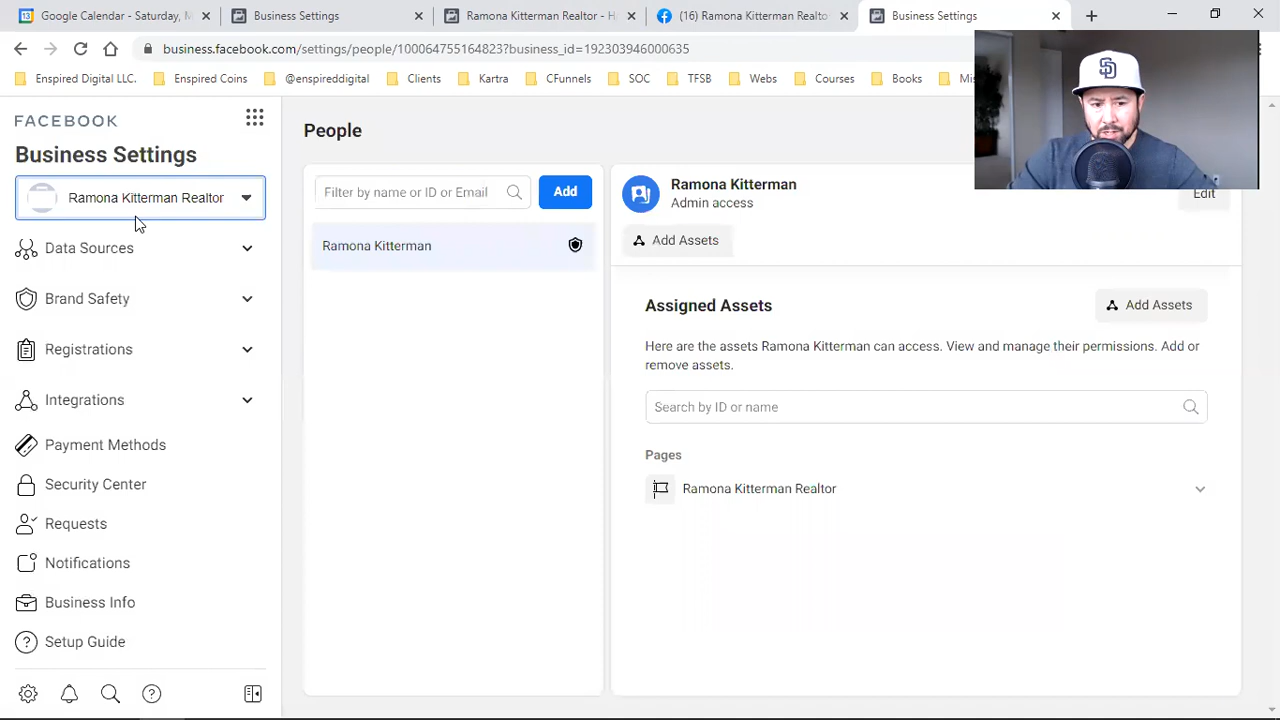 Google Calendar - Saturday, M
Business Settings
Ramona Kitterman Realtor - H
(16) Ramona Kitterman Realto
Business Settings
business.facebook.com/settings/people/100064755164823?business_id=192303946000635
Enspired Digital LLC.
Enspired Coins
@enspireddigital
Clients
Kartra
CFunnels
SOC
TFSB
Webs
Courses
Books
Mis
FACEBOOK
Business Settings
Ramona Kitterman Realtor
Data Sources
Brand Safety
Registrations
Integrations
Payment Methods
Security Center
Requests
Notifications
Business Info
Setup Guide
People
Filter by name or ID or Email
Add
Ramona Kitterman
Ramona Kitterman
Admin access
Edit
Add Assets
Assigned Assets
Add Assets
Here are the assets Ramona Kitterman can access. View and manage their permissions. Add or
remove assets.
Search by ID or name
Pages
Ramona Kitterman Realtor